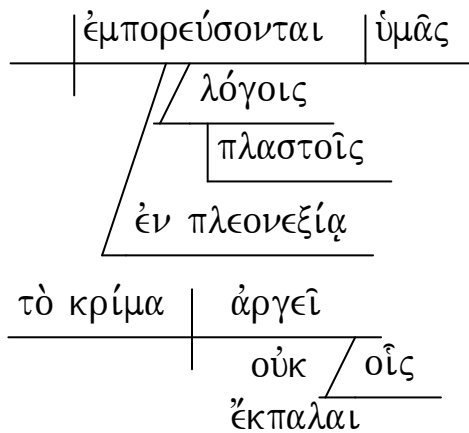 ἐμπορεύσονται ὑμᾶς
λόγοις
πλαστοῖς
ἐν πλεονεξίᾳ
τὸ κρίμα ἀργεῖ
οὐκ οἷς
ἔκπαλαι